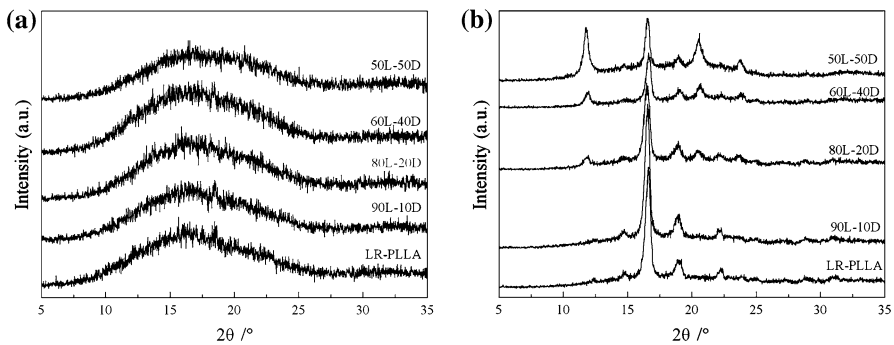 (a)
Intensity (a.u.)
50L-50D
60L-40D
80L-20D
90L-10D
LR-PLLA
5 10 15 20 25 30 35
2θ /°
(b)
Intensity (a.u.)
50L-50D
60L-40D
80L-20D
90L-10D
LR-PLLA
5 10 15 20 25 30 35
2θ /°